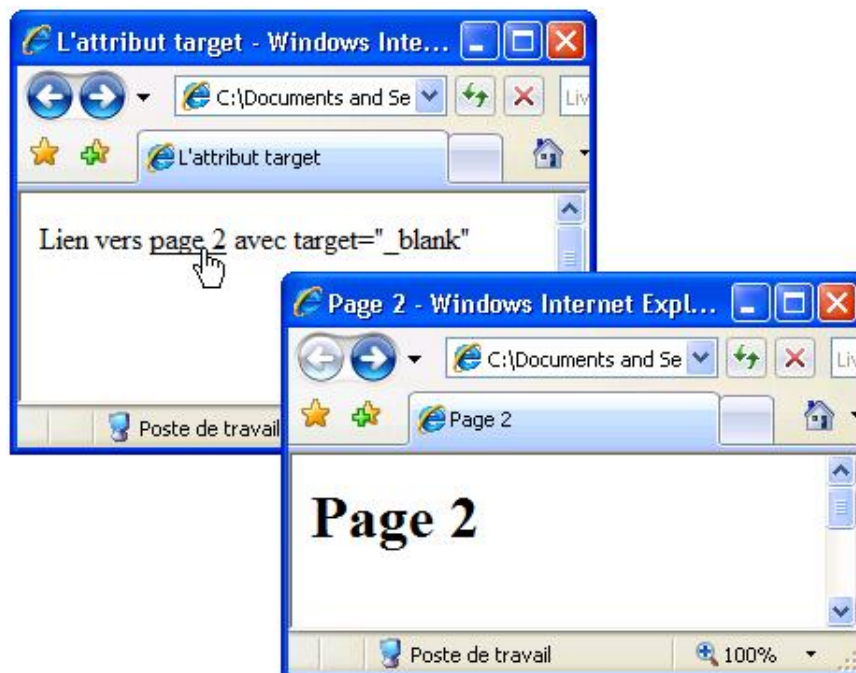 L'attribut target - Windows Inte...
C:\Documents and Se
Liv
L'attribut target
Lien vers page 2 avec target="_blank"
Poste de travail
Page 2 - Windows Internet Expl...
C:\Documents and Se
Liv
Page 2
Page 2
Poste de travail
100%